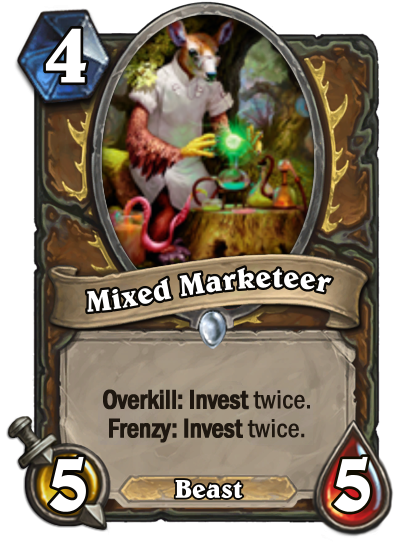 4
Mixed Marketeer
Overkill: Invest twice.
Frenzy: Invest twice.
5
Beast
5